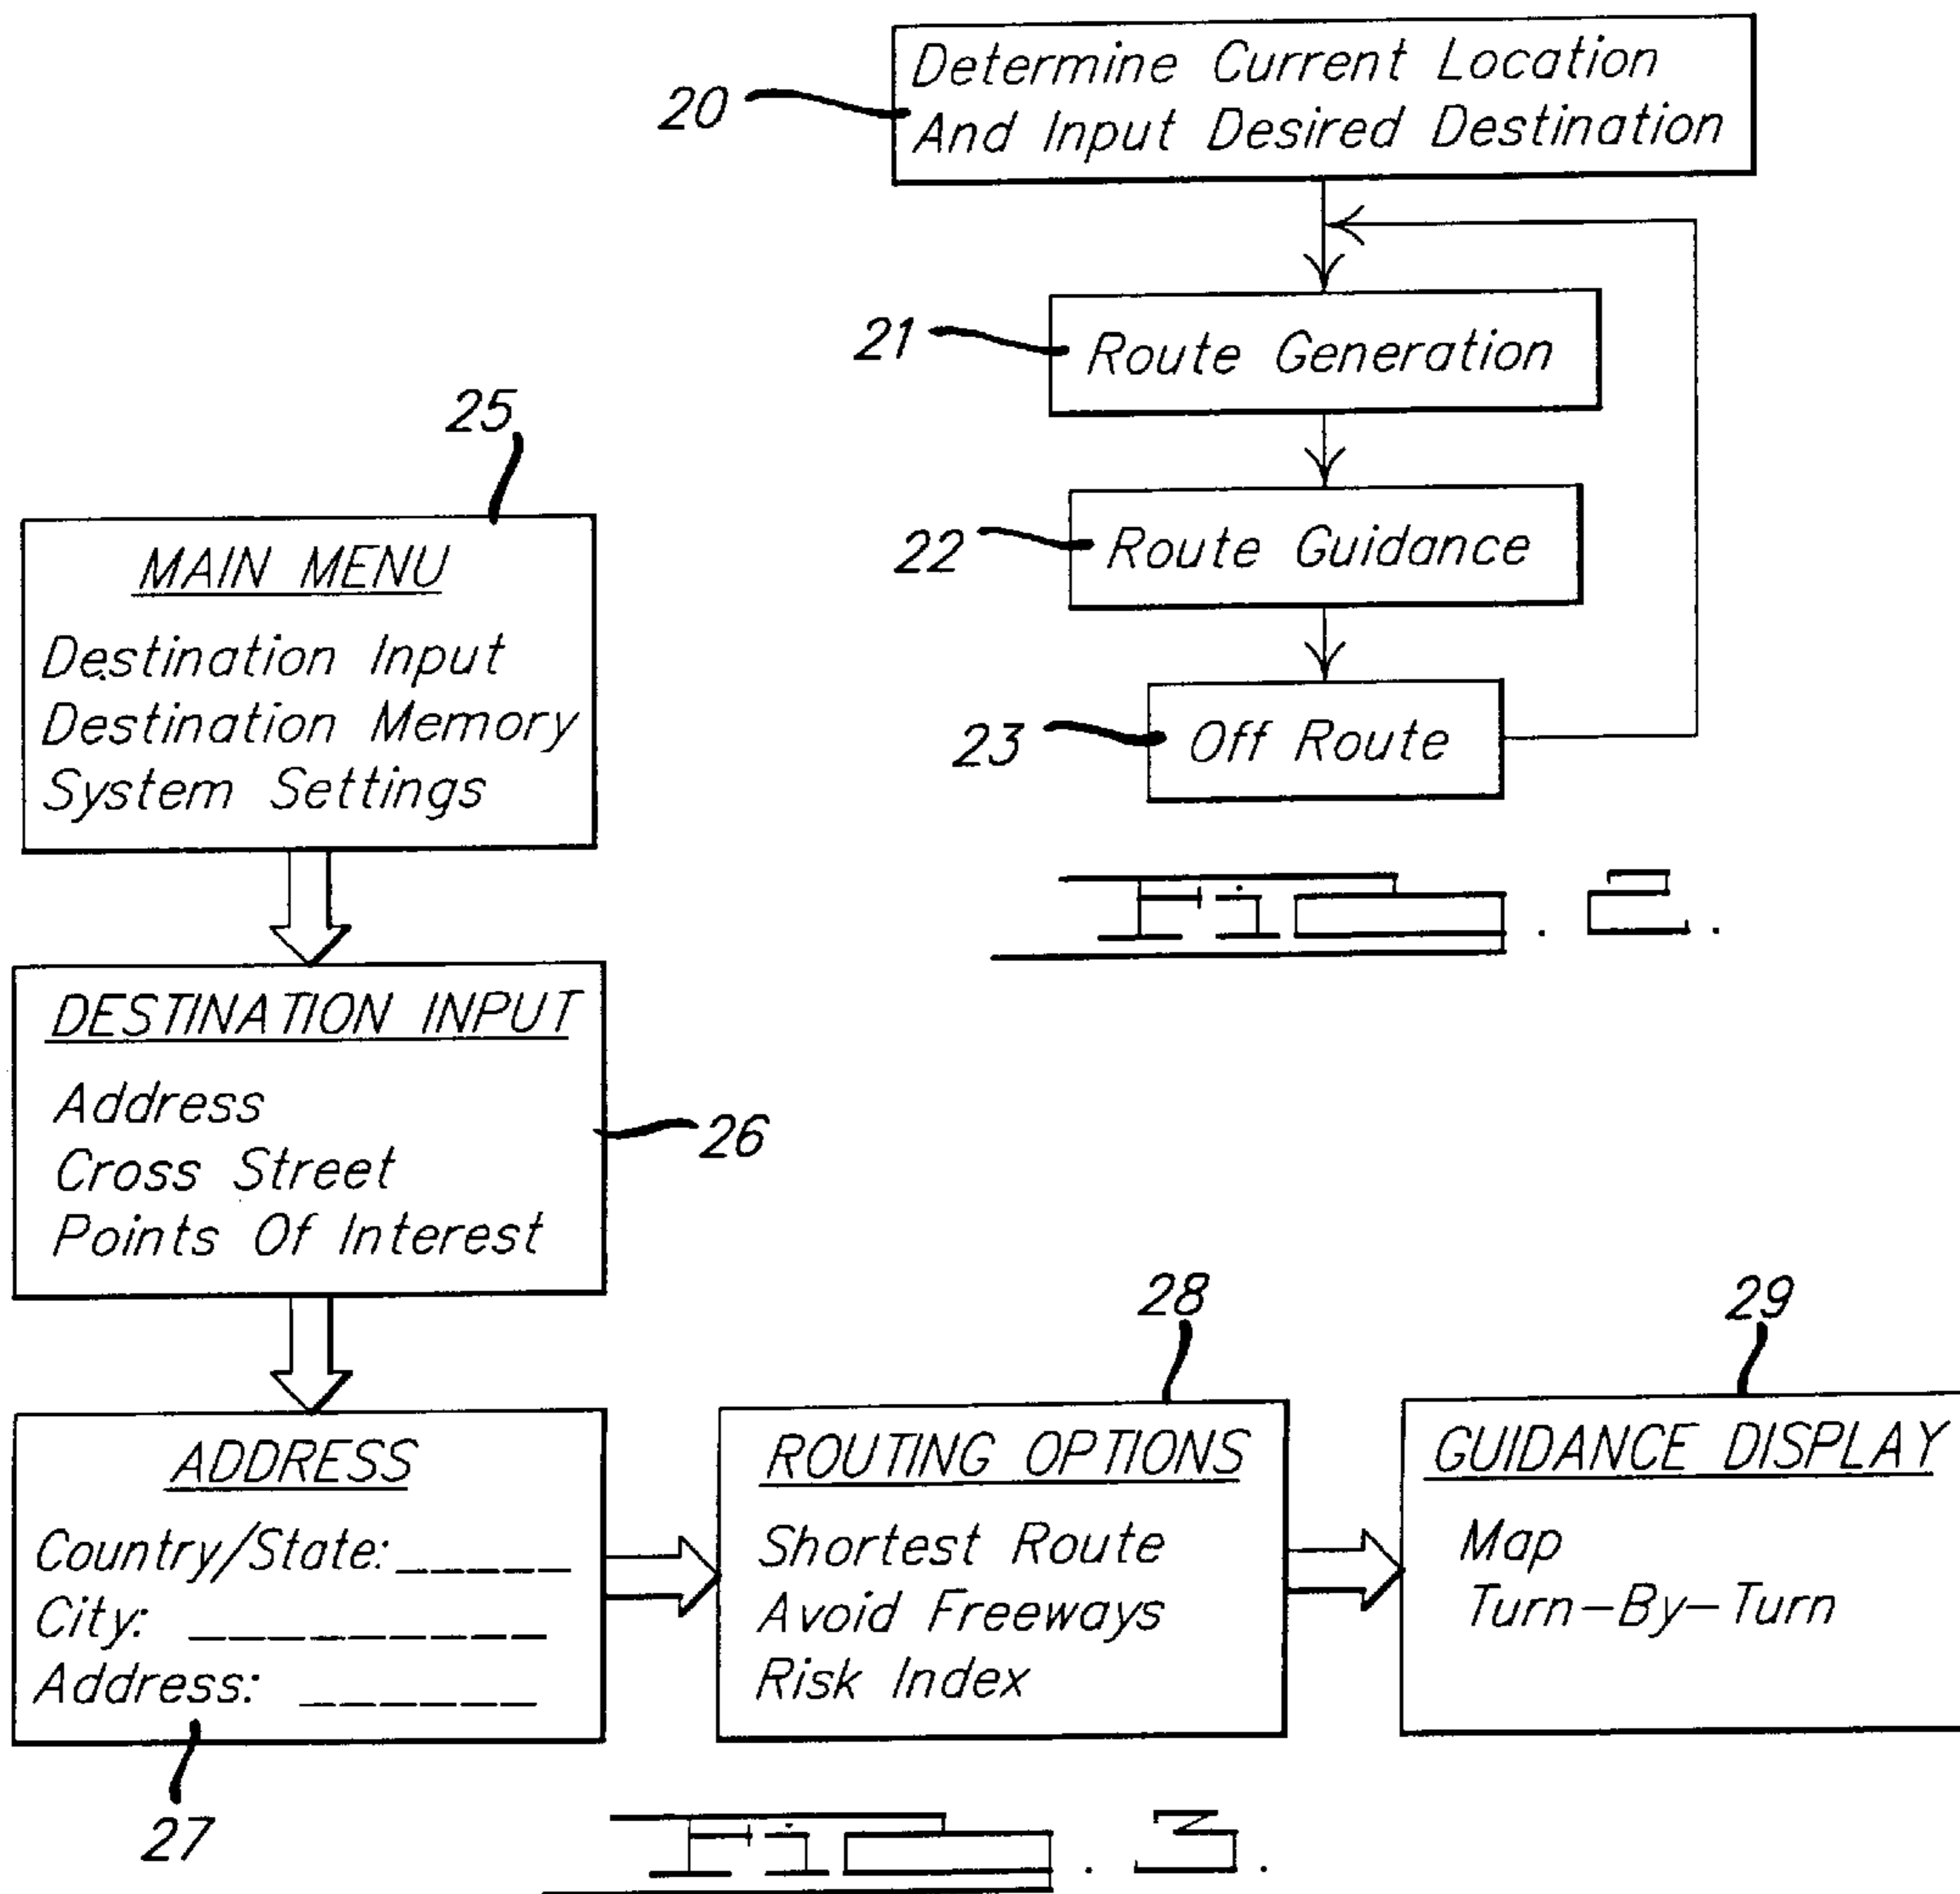 20
Determine Current Location
And Input Desired Destination
21
Route Generation
22
Route Guidance
23
Off Route
Fig. 2.
25
MAIN MENU
Destination Input
Destination Memory
System Settings
DESTINATION INPUT
Address
Cross Street
Points Of Interest
26
ADDRESS
Country/State: _____
City: _________
Address: ______
27
28
ROUTING OPTIONS
Shortest Route
Avoid Freeways
Risk Index
29
GUIDANCE DISPLAY
Map
Turn-By-Turn
Fig. 3.